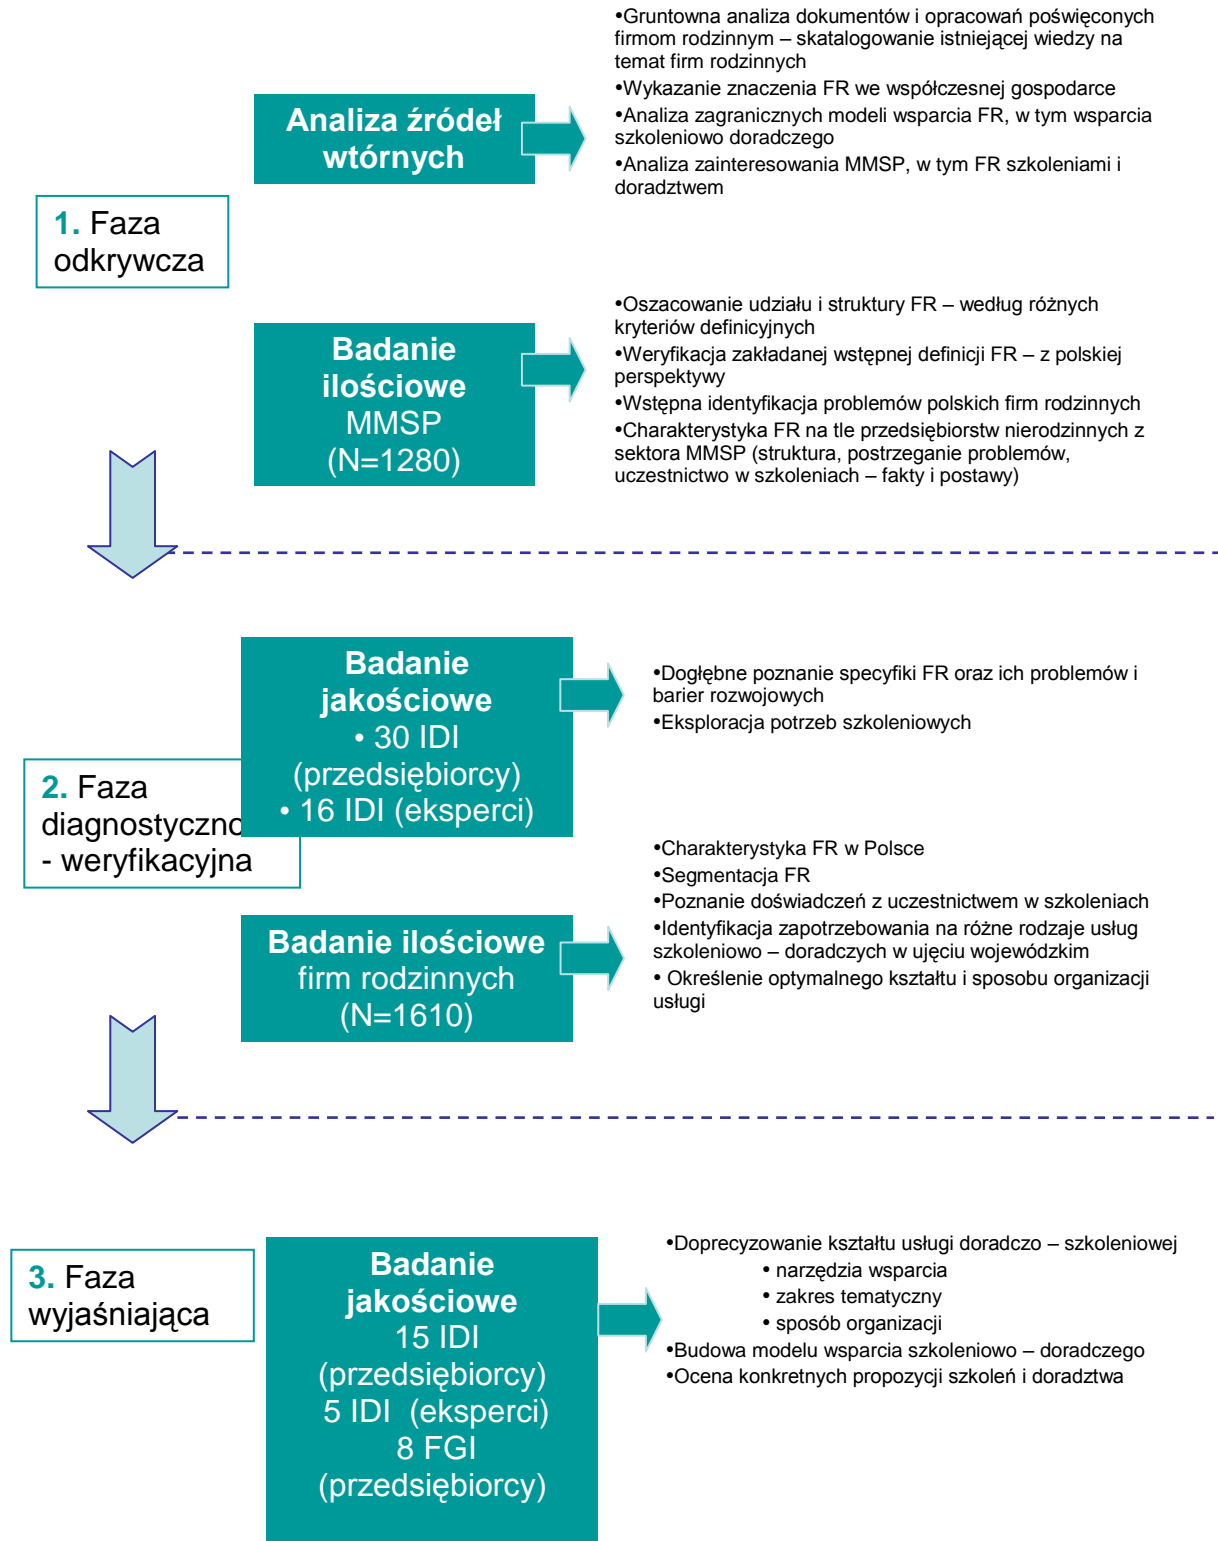 •Gruntowna analiza dokumentów i opracowań poświęconych
firmom rodzinnym – skatalogowanie istniejącej wiedzy na
temat firm rodzinnych
•Wykazanie znaczenia FR we współczesnej gospodarce
•Analiza zagranicznych modeli wsparcia FR, w tym wsparcia
szkoleniowo doradczego
•Analiza zainteresowania MMSP, w tym FR szkoleniami i
doradztwem
Analiza źródeł
wtórnych
1. Faza
odkrywcza
Badanie
ilościowe
MMSP
(N=1280)
•Oszacowanie udziału i struktury FR – według różnych
kryteriów definicyjnych
•Weryfikacja zakładanej wstępnej definicji FR – z polskiej
perspektywy
•Wstępna identyfikacja problemów polskich firm rodzinnych
•Charakterystyka FR na tle przedsiębiorstw nierodzinnych z
sektora MMSP (struktura, postrzeganie problemów,
uczestnictwo w szkoleniach – fakty i postawy)
Badanie
jakościowe
• 30 IDI
(przedsiębiorcy)
• 16 IDI (eksperci)
•Dogłębne poznanie specyfiki FR oraz ich problemów i
barier rozwojowych
•Eksploracja potrzeb szkoleniowych
2. Faza
diagnostyczno
- weryfikacyjna
Badanie ilościowe
firm rodzinnych
(N=1610)
•Charakterystyka FR w Polsce
•Segmentacja FR
•Poznanie doświadczeń z uczestnictwem w szkoleniach
•Identyfikacja zapotrzebowania na różne rodzaje usług
szkoleniowo – doradczych w ujęciu wojewódzkim
• Określenie optymalnego kształtu i sposobu organizacji
usługi
3. Faza
wyjaśniająca
Badanie
jakościowe
15 IDI
(przedsiębiorcy)
5 IDI (eksperci)
8 FGI
(przedsiębiorcy)
•Doprecyzowanie kształtu usługi doradczo – szkoleniowej
• narzędzia wsparcia
• zakres tematyczny
• sposób organizacji
•Budowa modelu wsparcia szkoleniowo – doradczego
•Ocena konkretnych propozycji szkoleń i doradztwa